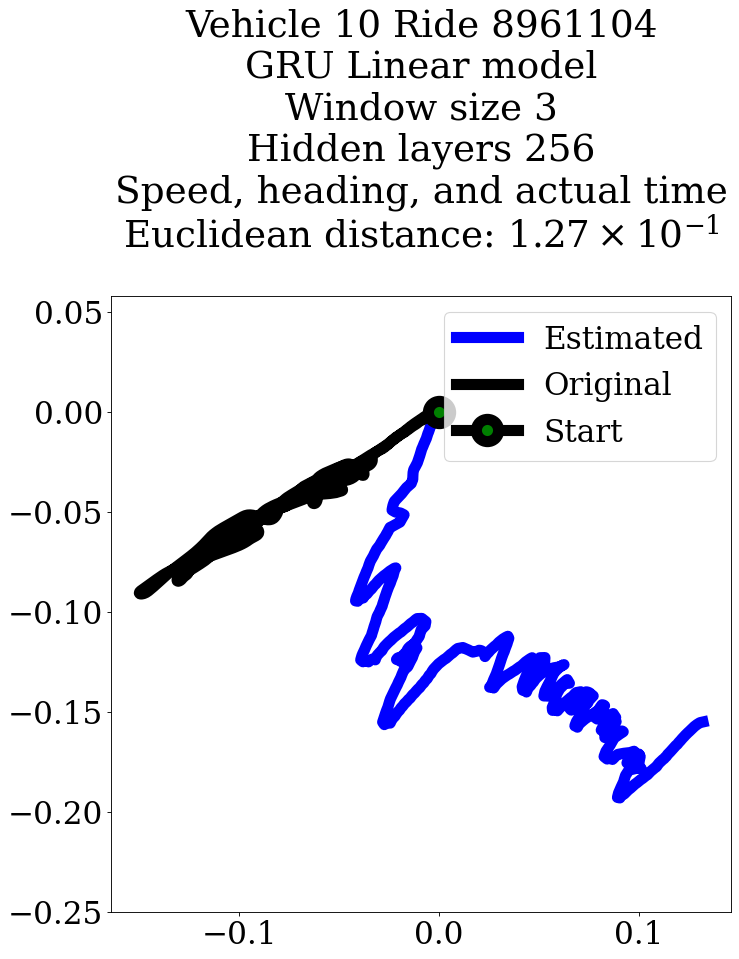 Vehicle 10 Ride 8961104
GRU Linear model
Window size 3
Hidden layers 256
Speed, heading, and actual time
Euclidean distance: 1.27 × 10⁻¹
Estimated
Original
Start
0.05
0.00
−0.05
−0.10
−0.15
−0.20
−0.25
−0.1
0.0
0.1